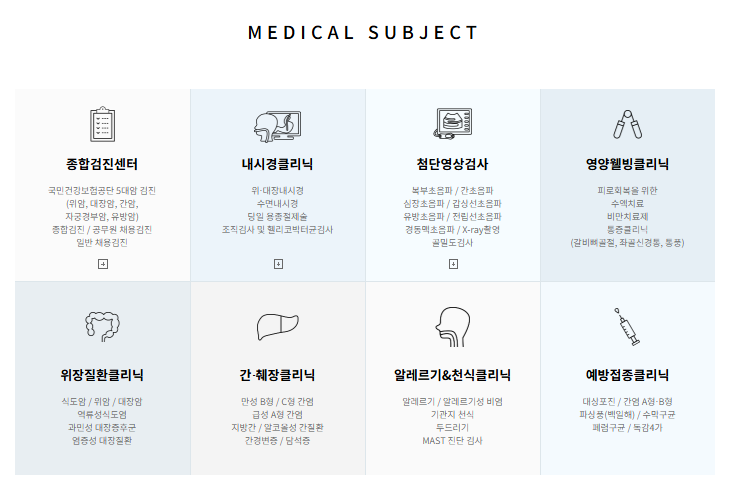 MEDICAL SUBJECT
종합검진센터
국민건강보험공단 5대암 검진
(위암, 대장암, 간암,
자궁경부암, 유방암)
종합검진 / 공무원 채용검진
일반 채용검진
내시경클리닉
위·대장내시경
수면내시경
당일 용종절제술
조직검사 및 헬리코박터균검사
첨단영상검사
복부초음파 / 간초음파
심장초음파 / 갑상선초음파
유방초음파 / 전립선초음파
경동맥초음파 / X-ray촬영
골밀도검사
영양웰빙클리닉
피로회복을 위한
수액치료
비만치료제
통증클리닉
(갈비뼈골절, 좌골신경통, 통풍)
위장질환클리닉
식도암 / 위암 / 대장암
역류성식도염
과민성 대장증후군
염증성 대장질환
간·췌장클리닉
만성 B형 / C형 간염
급성 A형 간염
지방간 / 알코올성 간질환
간경변증 / 담석증
알레르기&천식클리닉
알레르기 / 알레르기성 비염
기관지 천식
두드러기
MAST 진단 검사
예방접종클리닉
대상포진 / 간염 A형·B형
파상풍(백일해) / 수막구균
폐렴구균 / 독감4가